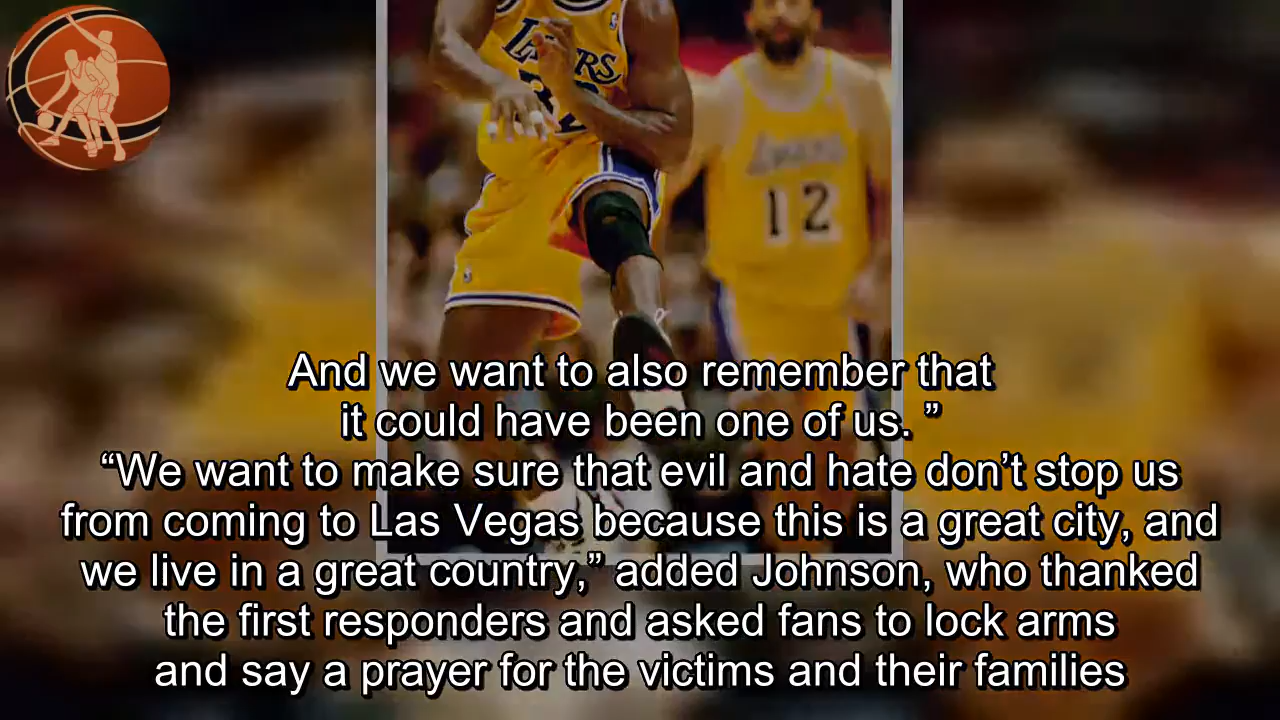 LAKERS
12
And we want to also remember that
it could have been one of us. ”
“We want to make sure that evil and hate don’t stop us
from coming to Las Vegas because this is a great city, and
we live in a great country,” added Johnson, who thanked
the first responders and asked fans to lock arms
and say a prayer for the victims and their families